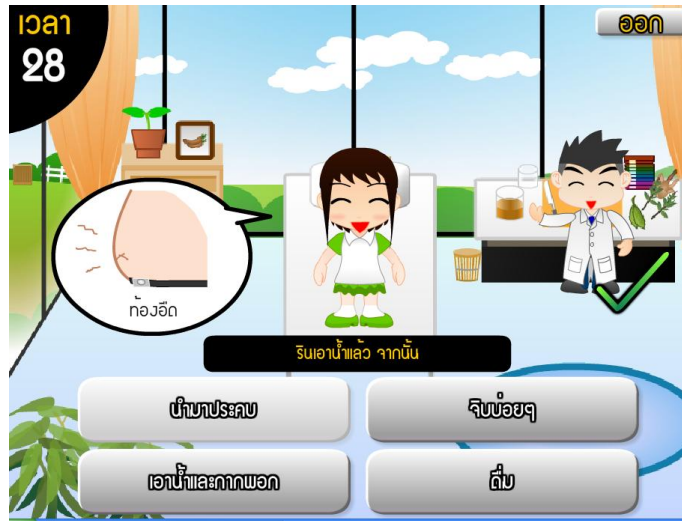 เวลา
28
ออก
ท้องอืด
รินเอาน้ำแล้ว จากนั้น
นำมาประคบ
จิบบ่อยๆ
เอาน้ำและกากพอก
ดื่ม